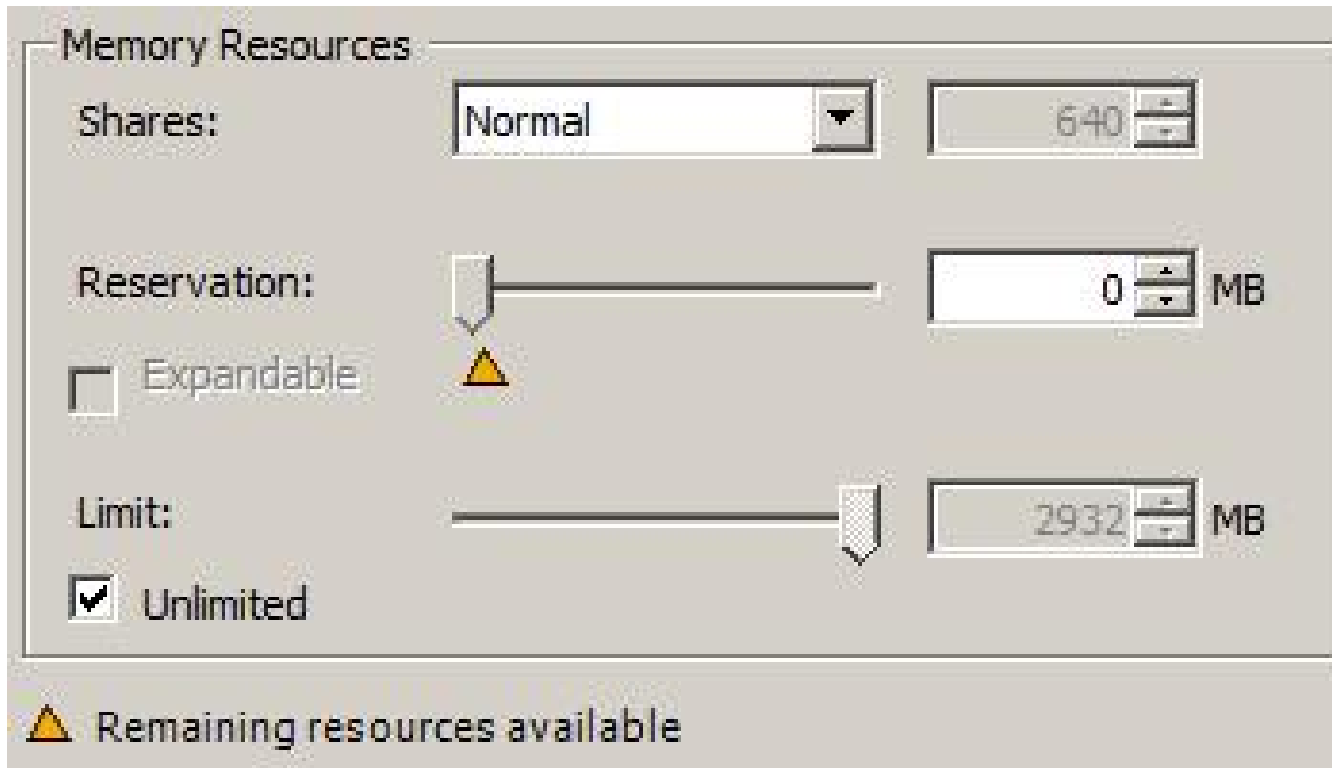 Memory Resources
Shares: Normal 640
Reservation: 0 MB
Expandable
Limit: 2932 MB
Unlimited
Remaining resources available